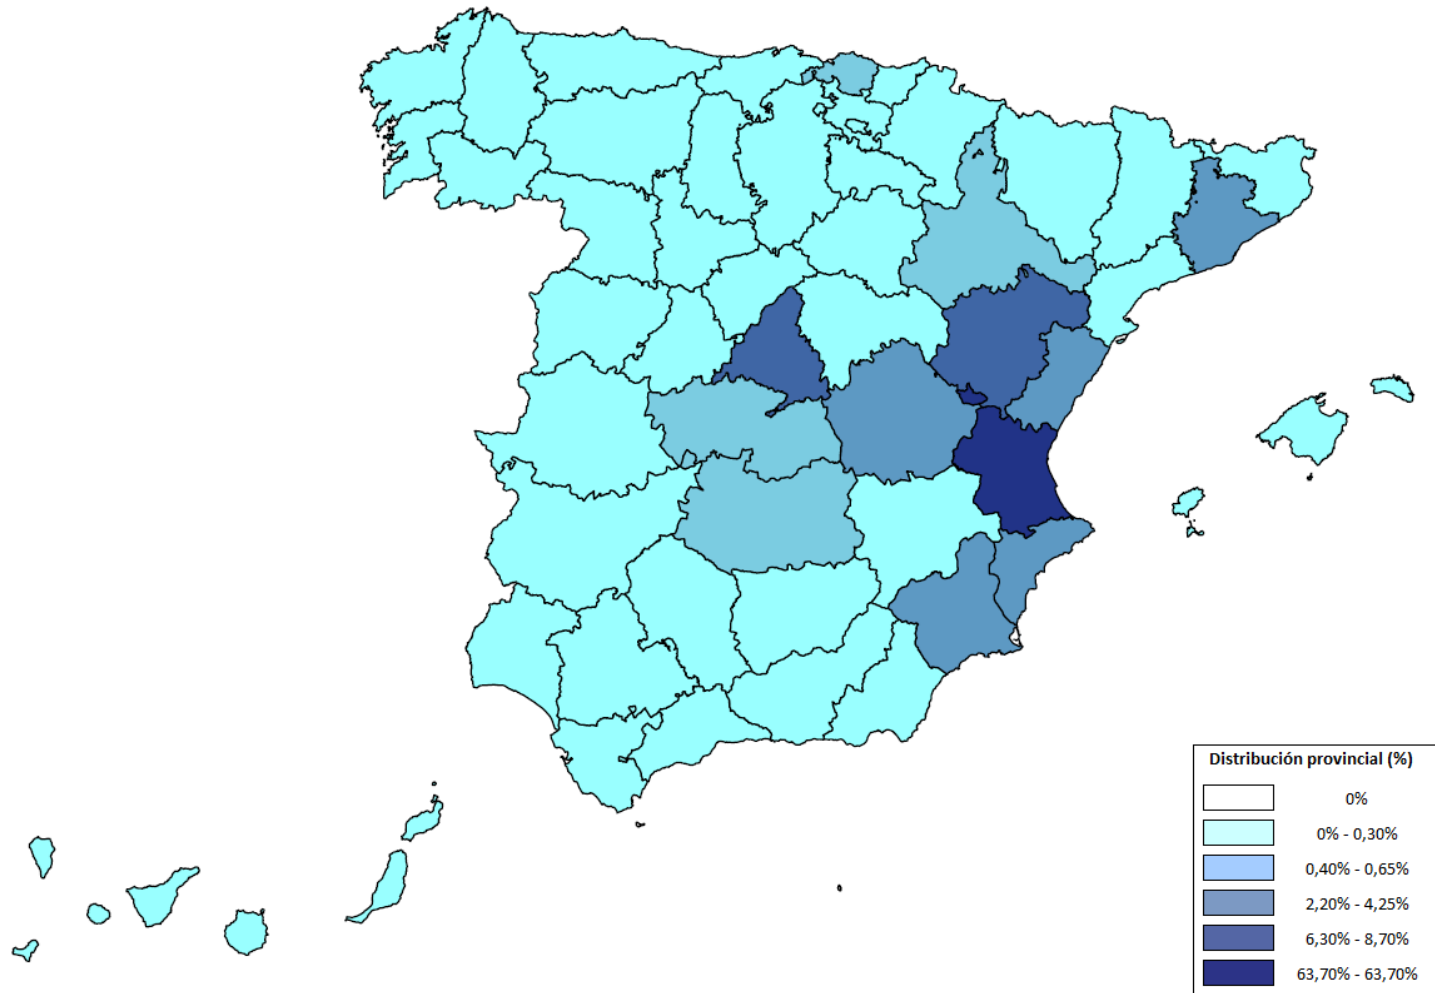 Distribución provincial (%)
0%
0% - 0,30%
0,40% - 0,65%
2,20% - 4,25%
6,30% - 8,70%
63,70% - 63,70%